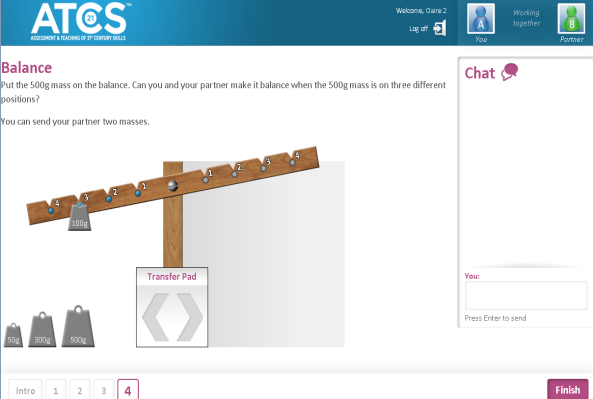 ATCS
21
™
ASSESSMENT & TEACHING OF 21ST CENTURY SKILLS
Welcome, Claire 2
Log off
A
You
Working
together
B
Partner
Balance
Put the 500g mass on the balance. Can you and your partner make it balance when the 500g mass is on three different
positions?
You can send your partner two masses.
4 3 2 1 1 2 3 4
100g
Transfer Pad
50g 300g 500g
Chat
You:
Press Enter to send
Intro 1 2 3 4
Finish